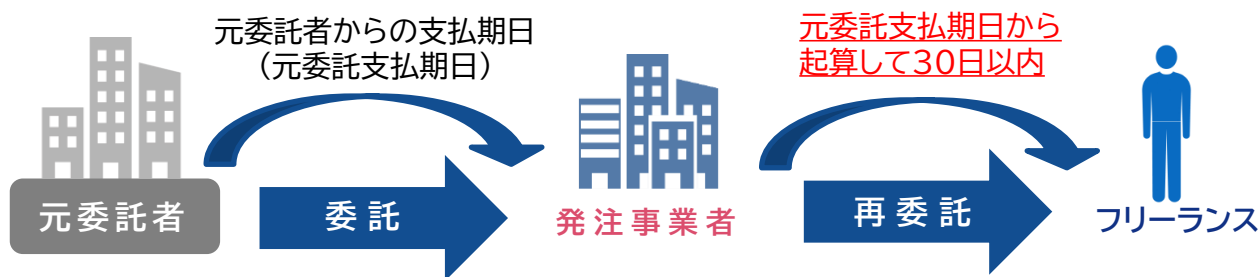 元委託者からの支払期日
（元委託支払期日）
元委託支払期日から
起算して30日以内
元委託者
委託
発注事業者
再委託
フリーランス